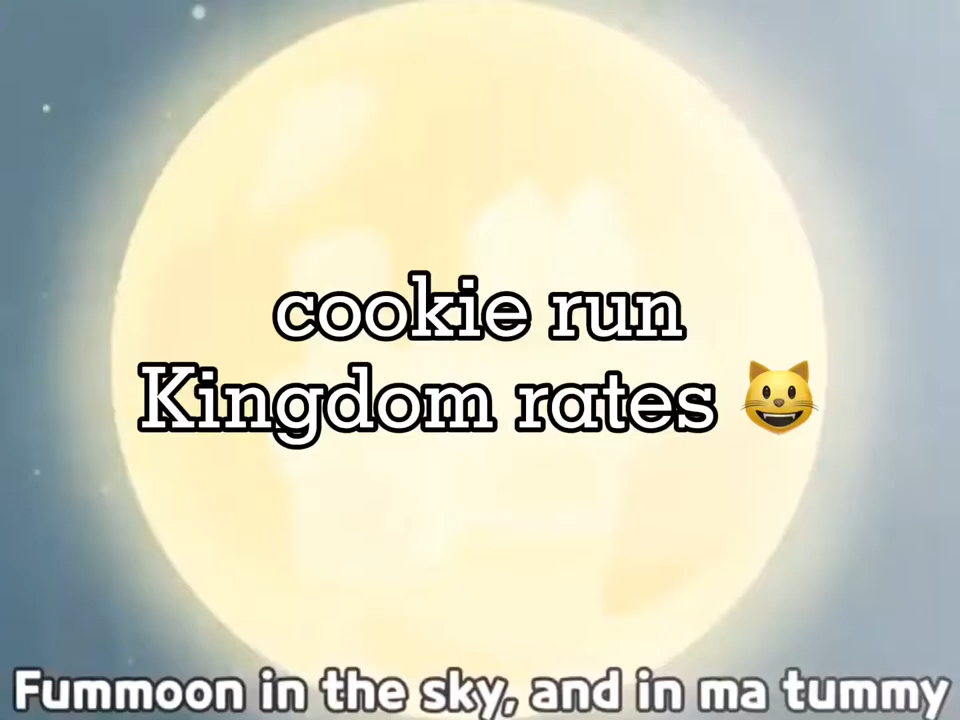 cookie run
Kingdom rates 😺
Fummoon in the sky, and in ma tummy